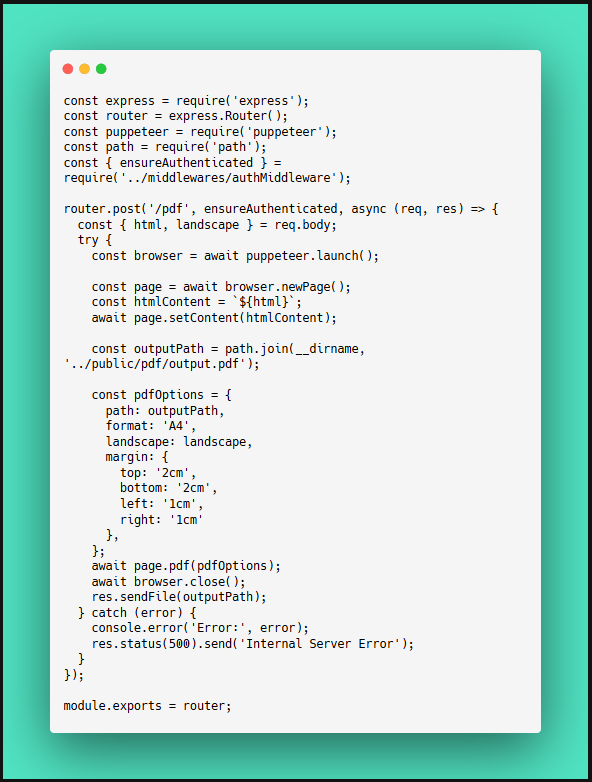 const express = require('express');
const router = express.Router();
const puppeteer = require('puppeteer');
const path = require('path');
const { ensureAuthenticated } =
require('../middlewares/authMiddleware');

router.post('/pdf', ensureAuthenticated, async (req, res) => {
  const { html, landscape } = req.body;
  try {
    const browser = await puppeteer.launch();

    const page = await browser.newPage();
    const htmlContent = `${html}`;
    await page.setContent(htmlContent);

    const outputPath = path.join(__dirname,
'../public/pdf/output.pdf');

    const pdfOptions = {
      path: outputPath,
      format: 'A4',
      landscape: landscape,
      margin: {
        top: '2cm',
        bottom: '2cm',
        left: '1cm',
        right: '1cm'
      },
    };
    await page.pdf(pdfOptions);
    await browser.close();
    res.sendFile(outputPath);
  } catch (error) {
    console.error('Error:', error);
    res.status(500).send('Internal Server Error');
  }
});

module.exports = router;